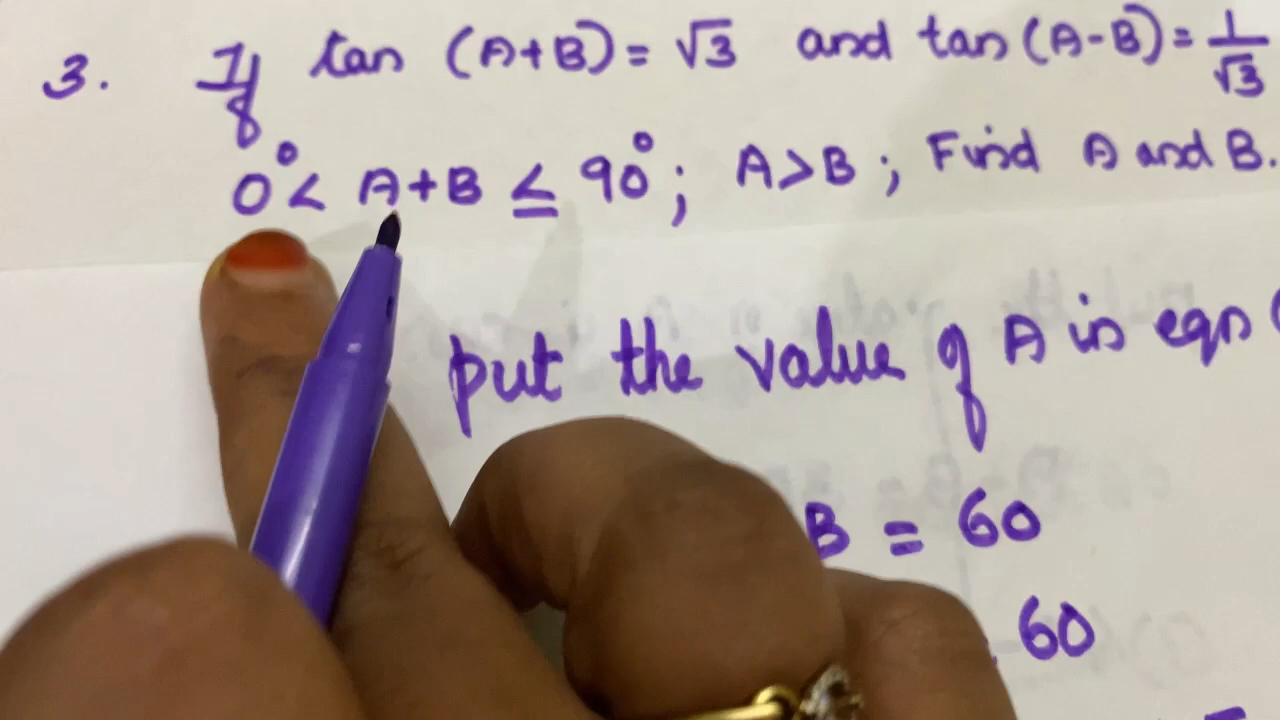 3. If tan (A+B) = √3 and tan (A-B) = 1/√3
0° < A+B ≤ 90° ; A>B ; Find A and B.
put the value of A in eqn (
B = 60
60